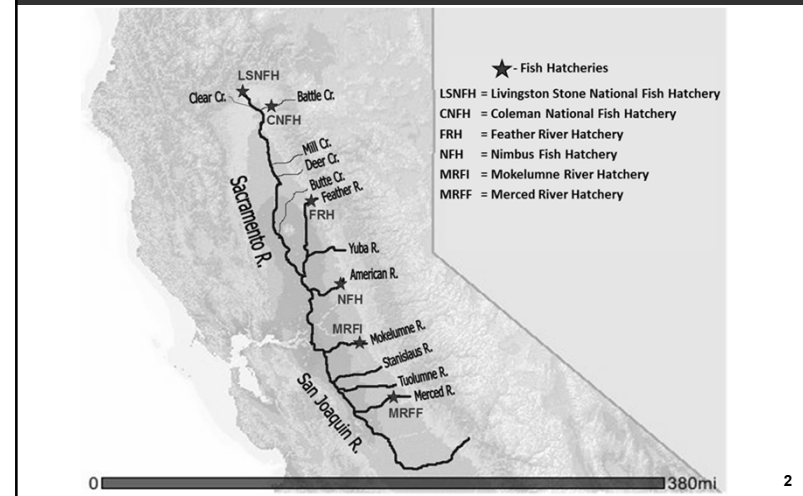 LSNFH
Clear Cr.
Battle Cr.
CNFH
Mill Cr.
Deer Cr.
Butte Cr.
Feather R.
FRH
Sacramento R.
Yuba R.
American R.
NFH
MRFI
Mokelumne R.
Stanislaus R.
Tuolumne R.
Merced R.
MRFF
San Joaquin R.
- Fish Hatcheries
LSNFH = Livingston Stone National Fish Hatchery
CNFH = Coleman National Fish Hatchery
FRH = Feather River Hatchery
NFH = Nimbus Fish Hatchery
MRFI = Mokelumne River Hatchery
MRFF = Merced River Hatchery
0 380mi
2